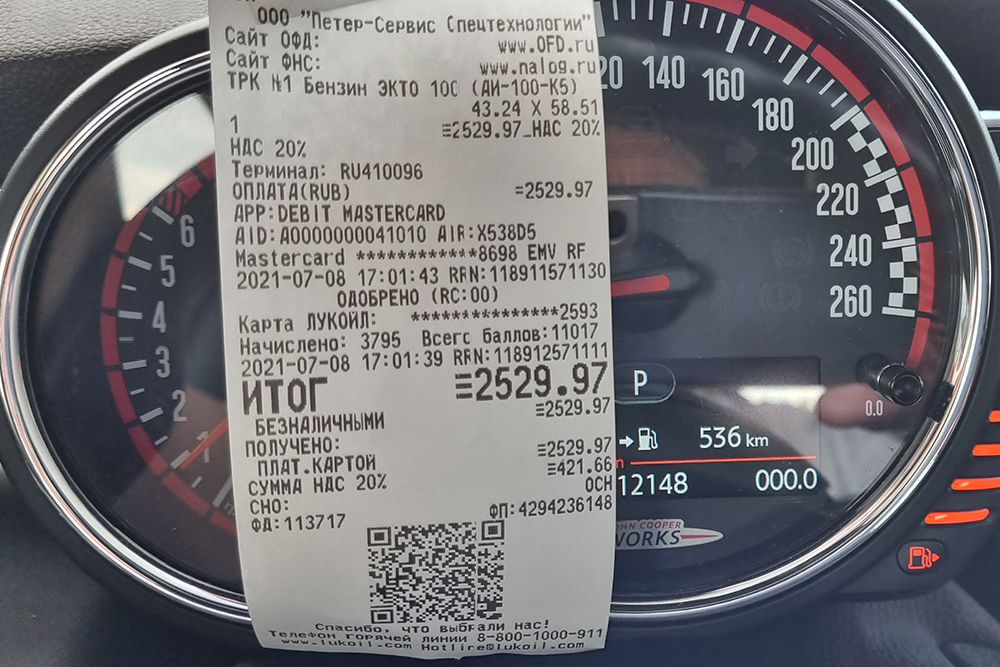 ООО "Петер-Сервис Спецтехнологии"
Сайт ОФД: www.OFD.ru
Сайт ФНС: www.nalog.ru
ТРК №1 Бензин ЭКТО 100 (АИ-100-К5)
43.24 X 58.51
1 ≡2529.97_НДС 20%
НДС 20%
Терминал: RU410096
ОПЛАТА(RUB) =2529.97
APP:DEBIT MASTERCARD
AID:A0000000041010 AIR:X538D5
Mastercard ************8698 EMV RF
2021-07-08 17:01:43 RRN:118911571130
ОДОБРЕНО (RC:00)
Карта ЛУКОЙЛ: ***************2593
Начислено: 3795 Всего баллов:11017
2021-07-08 17:01:39 RRN:118912571111
ИТОГ ≡2529.97
БЕЗНАЛИЧНЫМИ ≡2529.97
ПОЛУЧЕНО:
ПЛАТ.КАРТОЙ ≡2529.97
СУММА НДС 20% ≡421.66
СНО: ОСН
ФД:113717 ФП:4294236148
Спасибо, что выбрали нас!
Телефон горячей линии 8-800-1000-911
www.lukoil.com Hotline@lukoil.com
6
5
4
3
2
1
20
140
160
180
200
220
240
260
P
0.0
536 km
12148 000.0
JOHN COOPER
WORKS